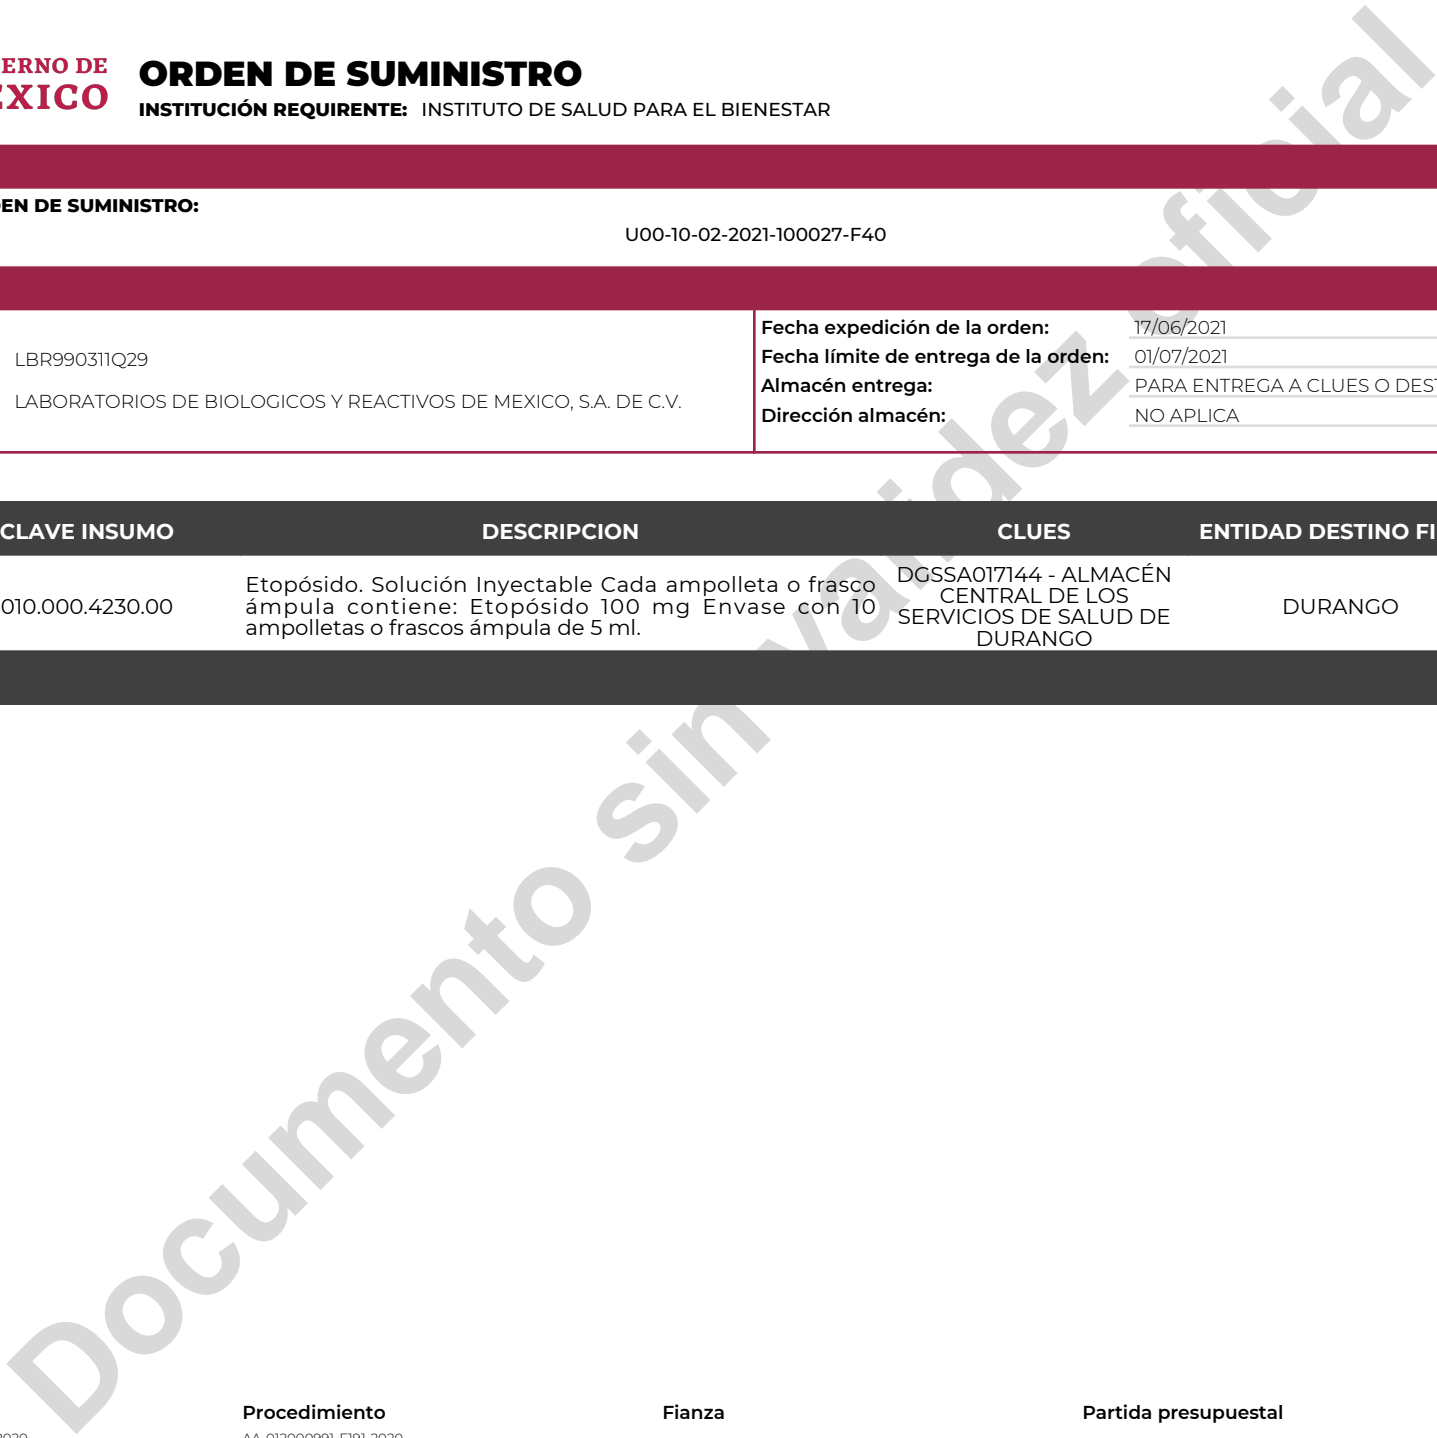 ERNO DE
ORDEN DE SUMINISTRO
EXICO
INSTITUCIÓN REQUIRENTE: INSTITUTO DE SALUD PARA EL BIENESTAR
EN DE SUMINISTRO:
U00-10-02-2021-100027-F40
LBR990311Q29
LABORATORIOS DE BIOLOGICOS Y REACTIVOS DE MEXICO, S.A. DE C.V.
Fecha expedición de la orden: 17/06/2021
Fecha límite de entrega de la orden: 01/07/2021
Almacén entrega: PARA ENTREGA A CLUES O DEST
Dirección almacén: NO APLICA
CLAVE INSUMO DESCRIPCION CLUES ENTIDAD DESTINO FI
010.000.4230.00
Etopósido. Solución Inyectable Cada ampolleta o frasco
ámpula contiene: Etopósido 100 mg Envase con 10
ampolletas o frascos ámpula de 5 ml.
DGSSA017144 - ALMACÉN
CENTRAL DE LOS
SERVICIOS DE SALUD DE
DURANGO
DURANGO
Documento sin validez oficial
Procedimiento Fianza Partida presupuestal